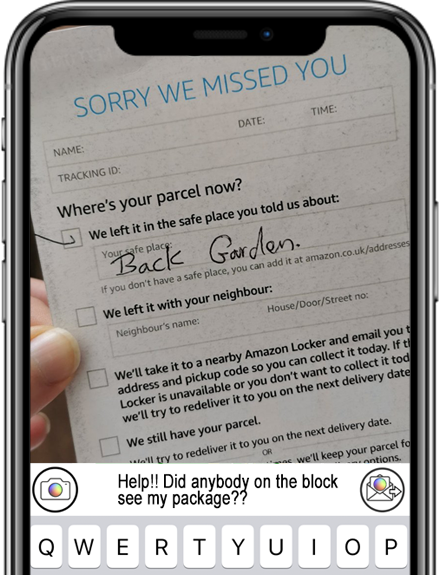 SORRY WE MISSED YOU
DATE: TIME:
NAME:
TRACKING ID:
Where's your parcel now?
We left it in the safe place you told us about:
Your safe place:
Back Garden.
If you don't have a safe place, you can add it at amazon.co.uk/addresses
We left it with your neighbour:
Neighbour's name: House/Door/Street no:
We'll take it to a nearby Amazon Locker and email you t
address and pickup code so you can collect it today. If th
Locker is unavailable or you don't want to collect it tod
we'll try to redeliver it to you on the next delivery date
We still have your parcel.
We'll try to redeliver it to you on the next delivery date.
OR
we'll keep your parcel fo
options.
Help!! Did anybody on the block
see my package??
Q W E R T Y U I O P